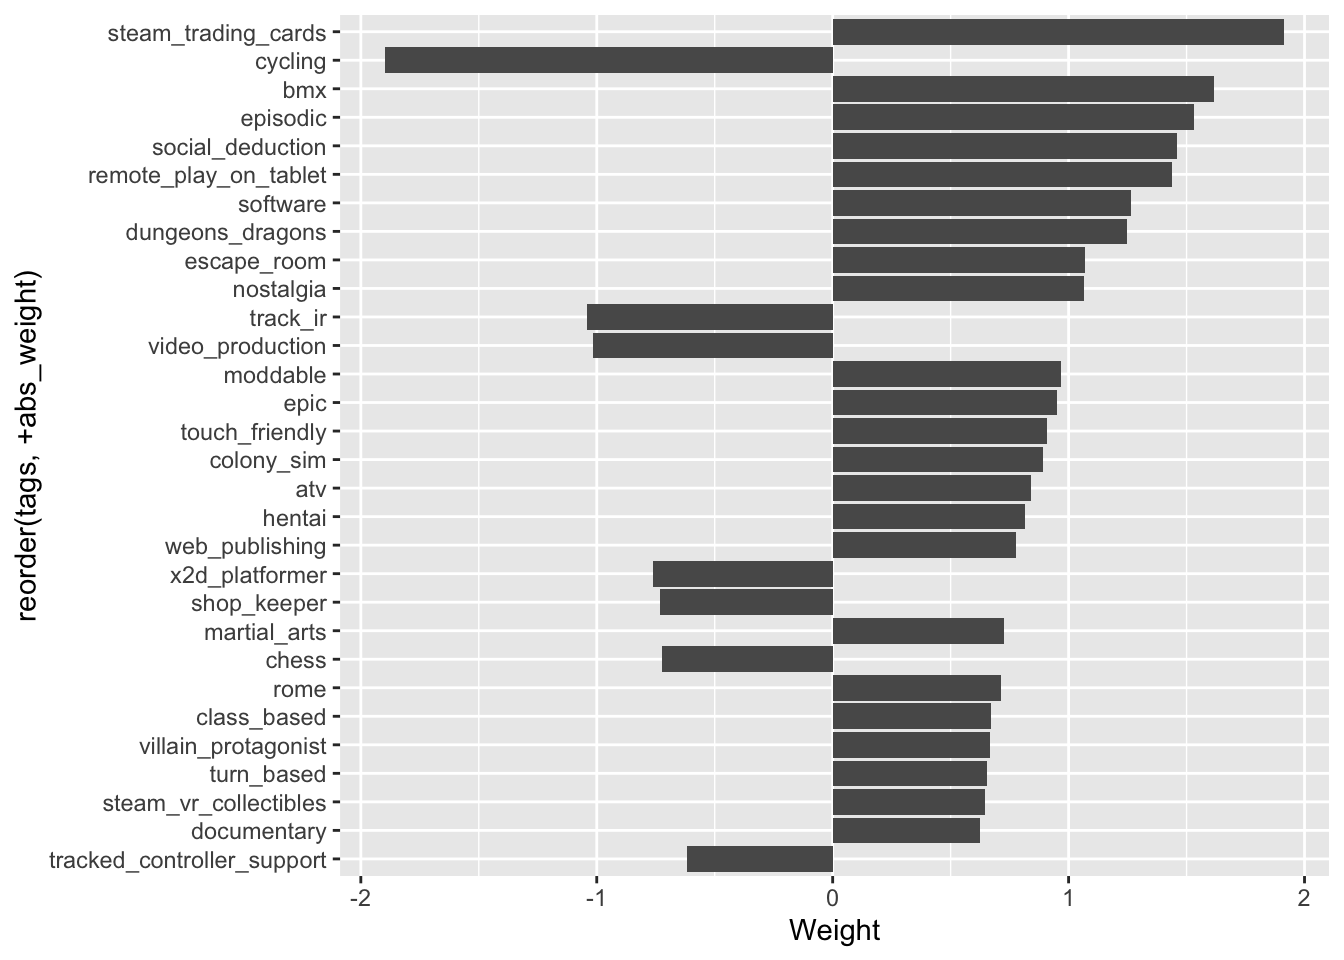 steam_trading_cards
cycling
bmx
episodic
social_deduction
remote_play_on_tablet
software
dungeons_dragons
escape_room
nostalgia
track_ir
video_production
moddable
epic
touch_friendly
colony_sim
atv
hentai
web_publishing
x2d_platformer
shop_keeper
martial_arts
chess
rome
class_based
villain_protagonist
turn_based
steam_vr_collectibles
documentary
tracked_controller_support
reorder(tags, +abs_weight)
-2 -1 0 1 2
Weight